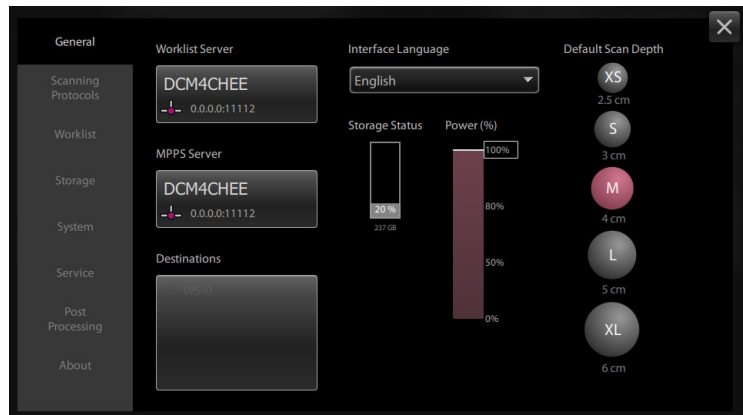 General
Scanning
Protocols
Worklist
Storage
System
Service
Post
Processing
About
Worklist Server
DCM4CHEE
0.0.0.0:11112
MPPS Server
DCM4CHEE
0.0.0.0:11112
Destinations
WS-0
Interface Language
English
Storage Status
20 %
237 GB
Power (%)
100%
80%
50%
0%
Default Scan Depth
XS
2.5 cm
S
3 cm
M
4 cm
L
5 cm
XL
6 cm